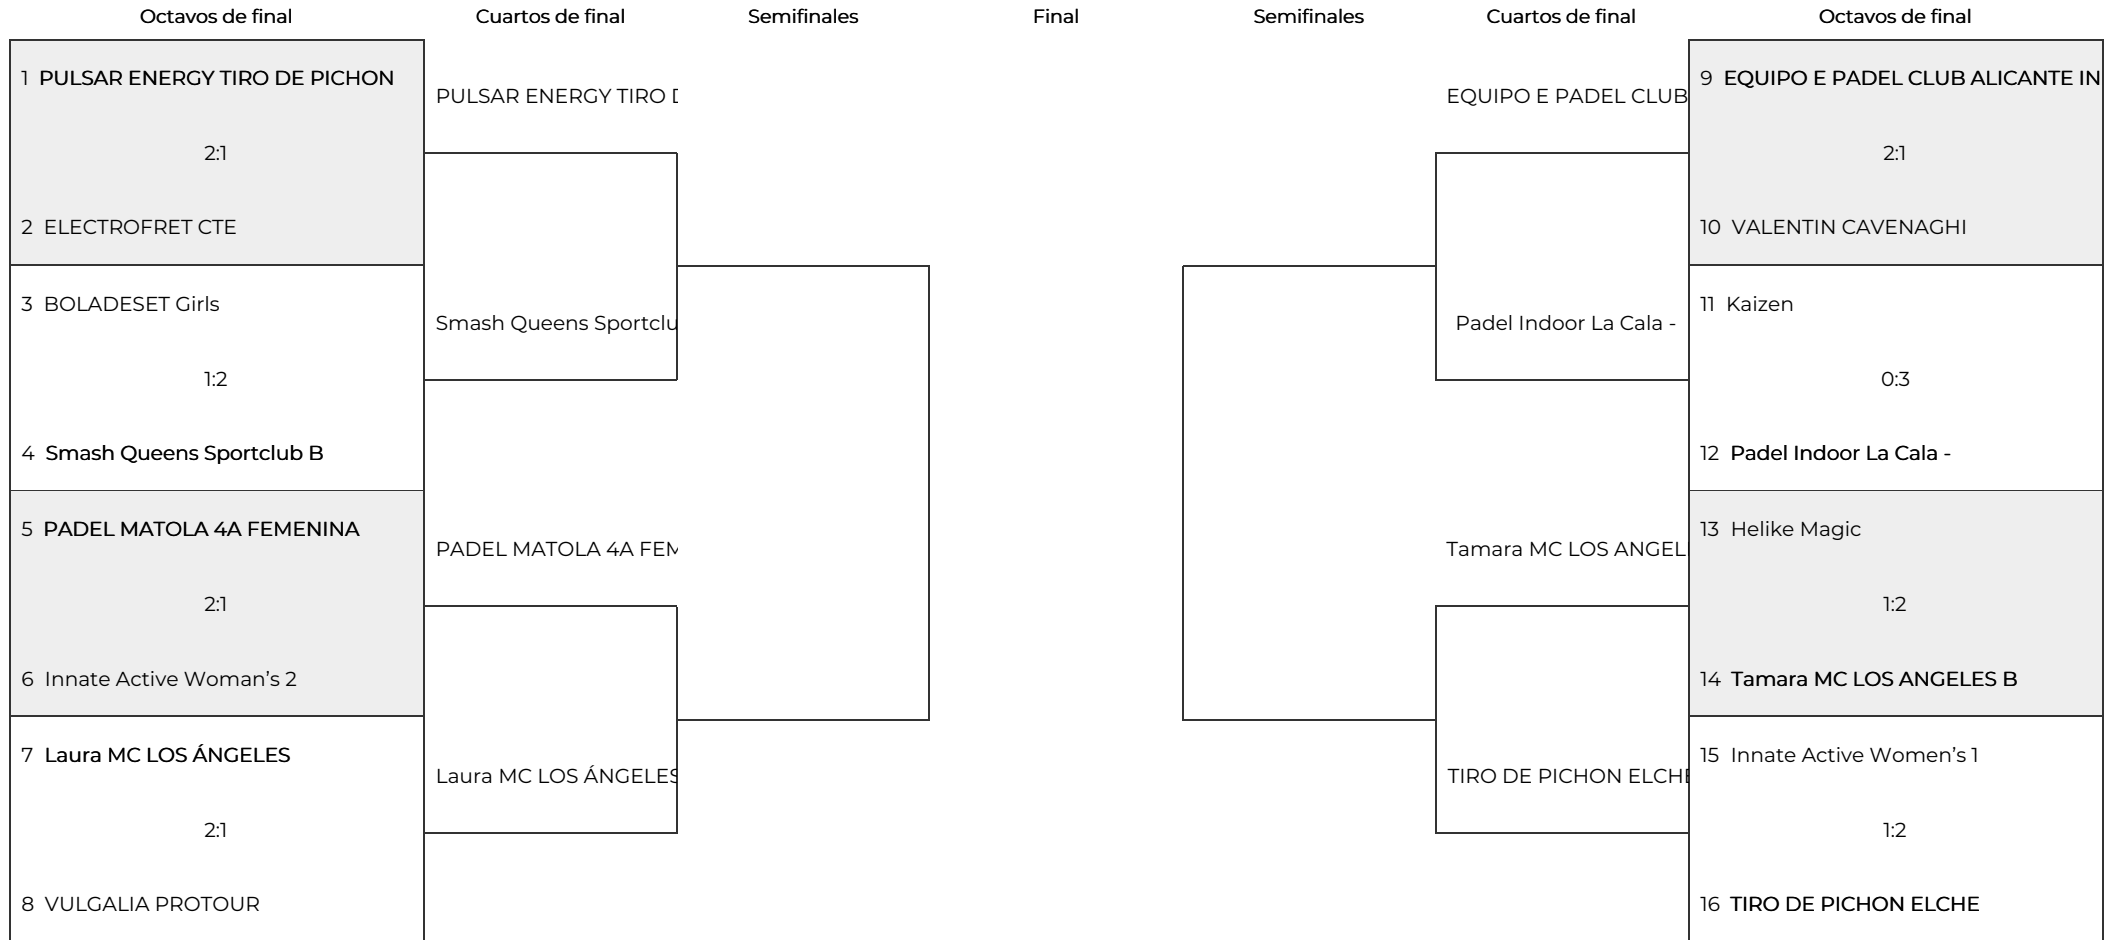 Octavos de final
Cuartos de final
Semifinales
Final
Semifinales
Cuartos de final
Octavos de final
1 PULSAR ENERGY TIRO DE PICHON
2:1
2 ELECTROFRET CTE
3 BOLADESET Girls
1:2
4 Smash Queens Sportclub B
5 PADEL MATOLA 4A FEMENINA
2:1
6 Innate Active Woman's 2
7 Laura MC LOS ÁNGELES
2:1
8 VULGALIA PROTOUR
PULSAR ENERGY TIRO
Smash Queens Sportclu
PADEL MATOLA 4A FEM
Laura MC LOS ÁNGELES
EQUIPO E PADEL CLUB
Padel Indoor La Cala -
Tamara MC LOS ANGEL
TIRO DE PICHON ELCHE
9 EQUIPO E PADEL CLUB ALICANTE IN
2:1
10 VALENTIN CAVENAGHI
11 Kaizen
0:3
12 Padel Indoor La Cala -
13 Helike Magic
1:2
14 Tamara MC LOS ANGELES B
15 Innate Active Women's 1
1:2
16 TIRO DE PICHON ELCHE